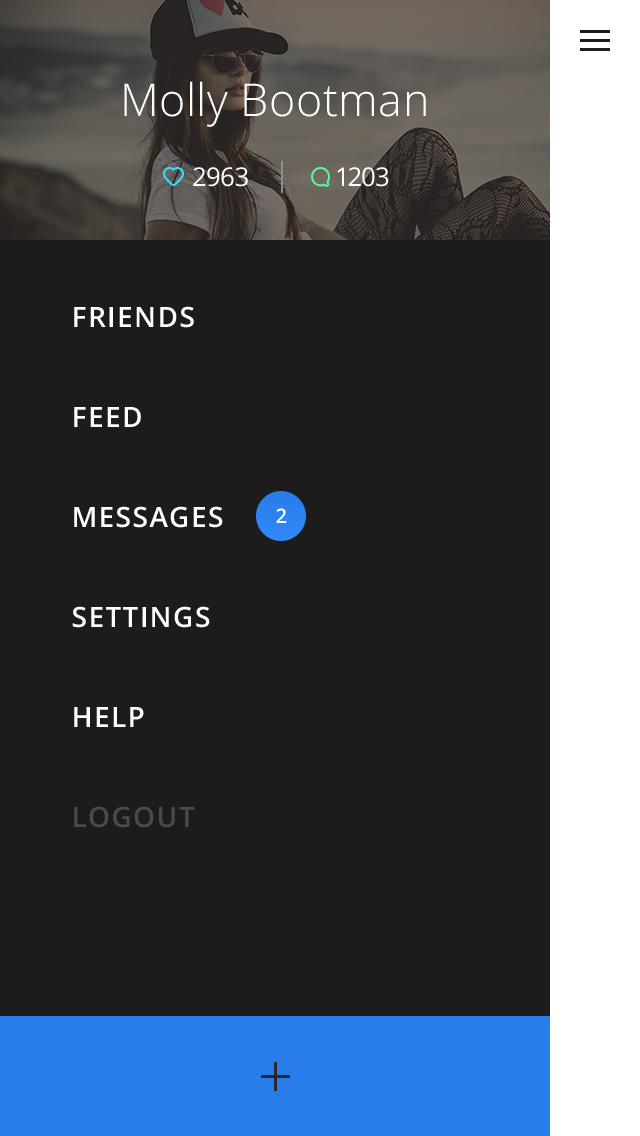 Molly Bootman
2963 1203
FRIENDS
FEED
MESSAGES 2
SETTINGS
HELP
LOGOUT